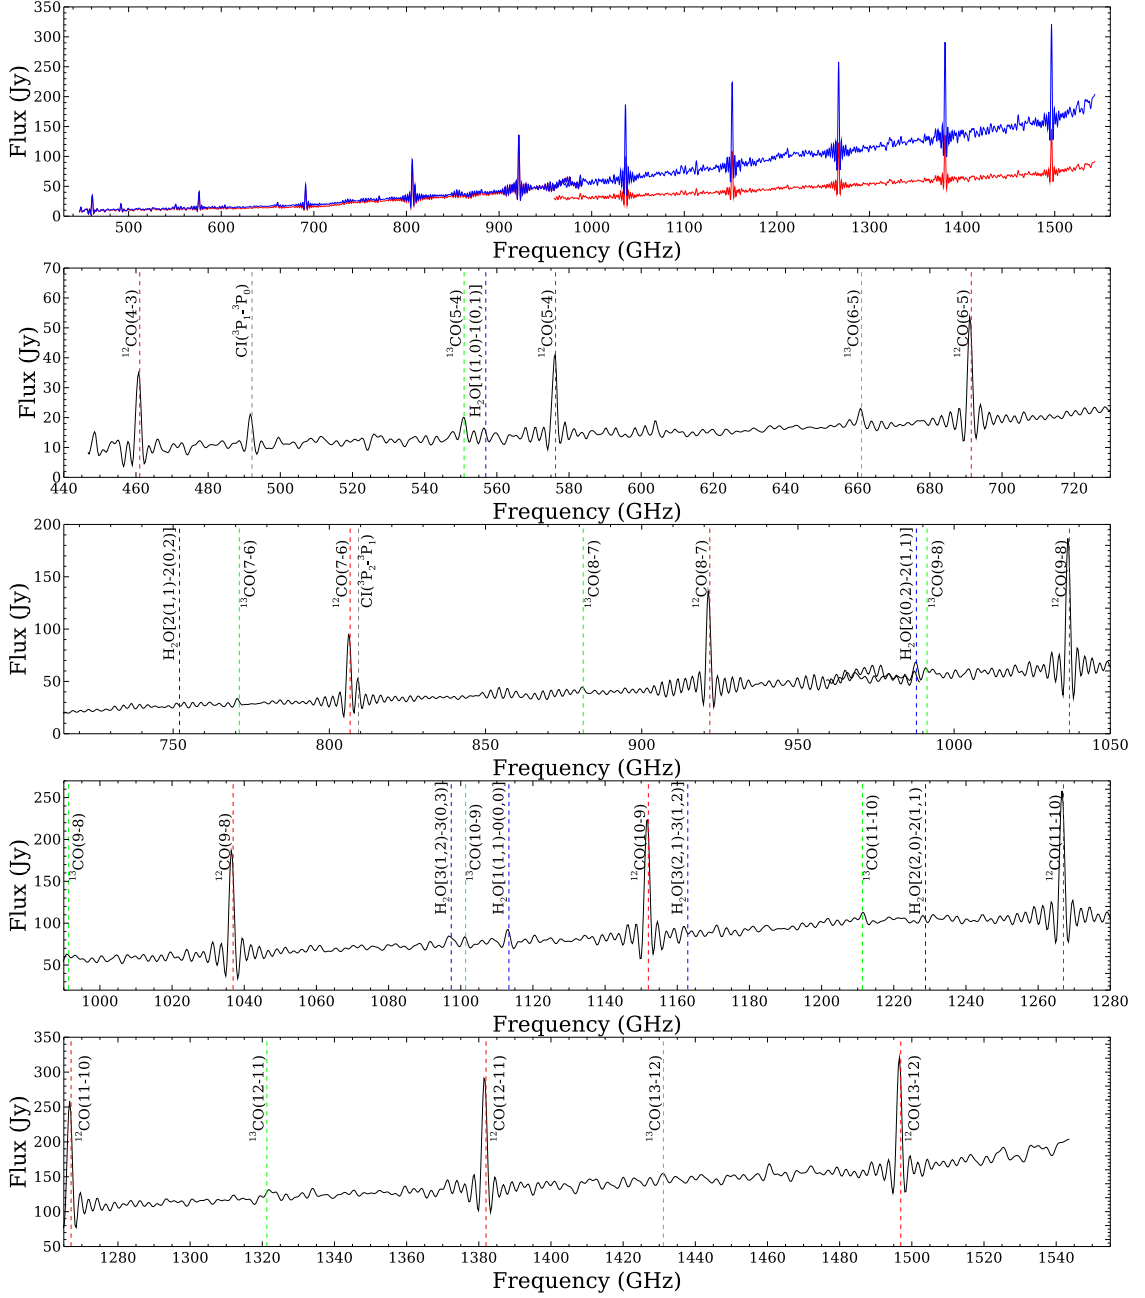 350
300
250
200
150
100
50
0
Flux (Jy)
500 600 700 800 900 1000 1100 1200 1300 1400 1500
Frequency (GHz)
70
60
50
40
30
20
10
0
Flux (Jy)
¹²CO(4-3)
CI(³P₁-³P₀)
¹³CO(5-4)
H₂O[1(1,0)-1(0,1)]
¹²CO(5-4)
¹³CO(6-5)
¹²CO(6-5)
440 460 480 500 520 540 560 580 600 620 640 660 680 700 720
Frequency (GHz)
200
150
100
50
0
Flux (Jy)
H₂O[2(1,1)-2(0,2)]
¹³CO(7-6)
¹²CO(7-6)
CI(³P₂-³P₁)
¹³CO(8-7)
¹²CO(8-7)
H₂O[2(0,2)-2(1,1)]
¹³CO(9-8)
¹²CO(9-8)
750 800 850 900 950 1000 1050
Frequency (GHz)
250
200
150
100
50
Flux (Jy)
¹³CO(9-8)
¹²CO(9-8)
H₂O[3(1,2)-3(0,3)]
¹³CO(10-9)
H₂O[1(1,1)-0(0,0)]
¹²CO(10-9)
H₂O[3(2,1)-3(1,2)]
¹³CO(11-10)
H₂O[2(2,0)-2(1,1)
¹²CO(11-10)
1000 1020 1040 1060 1080 1100 1120 1140 1160 1180 1200 1220 1240 1260 1280
Frequency (GHz)
350
300
250
200
150
100
50
Flux (Jy)
¹²CO(11-10)
¹³CO(12-11)
¹²CO(12-11)
¹³CO(13-12)
¹²CO(13-12)
1280 1300 1320 1340 1360 1380 1400 1420 1440 1460 1480 1500 1520 1540
Frequency (GHz)